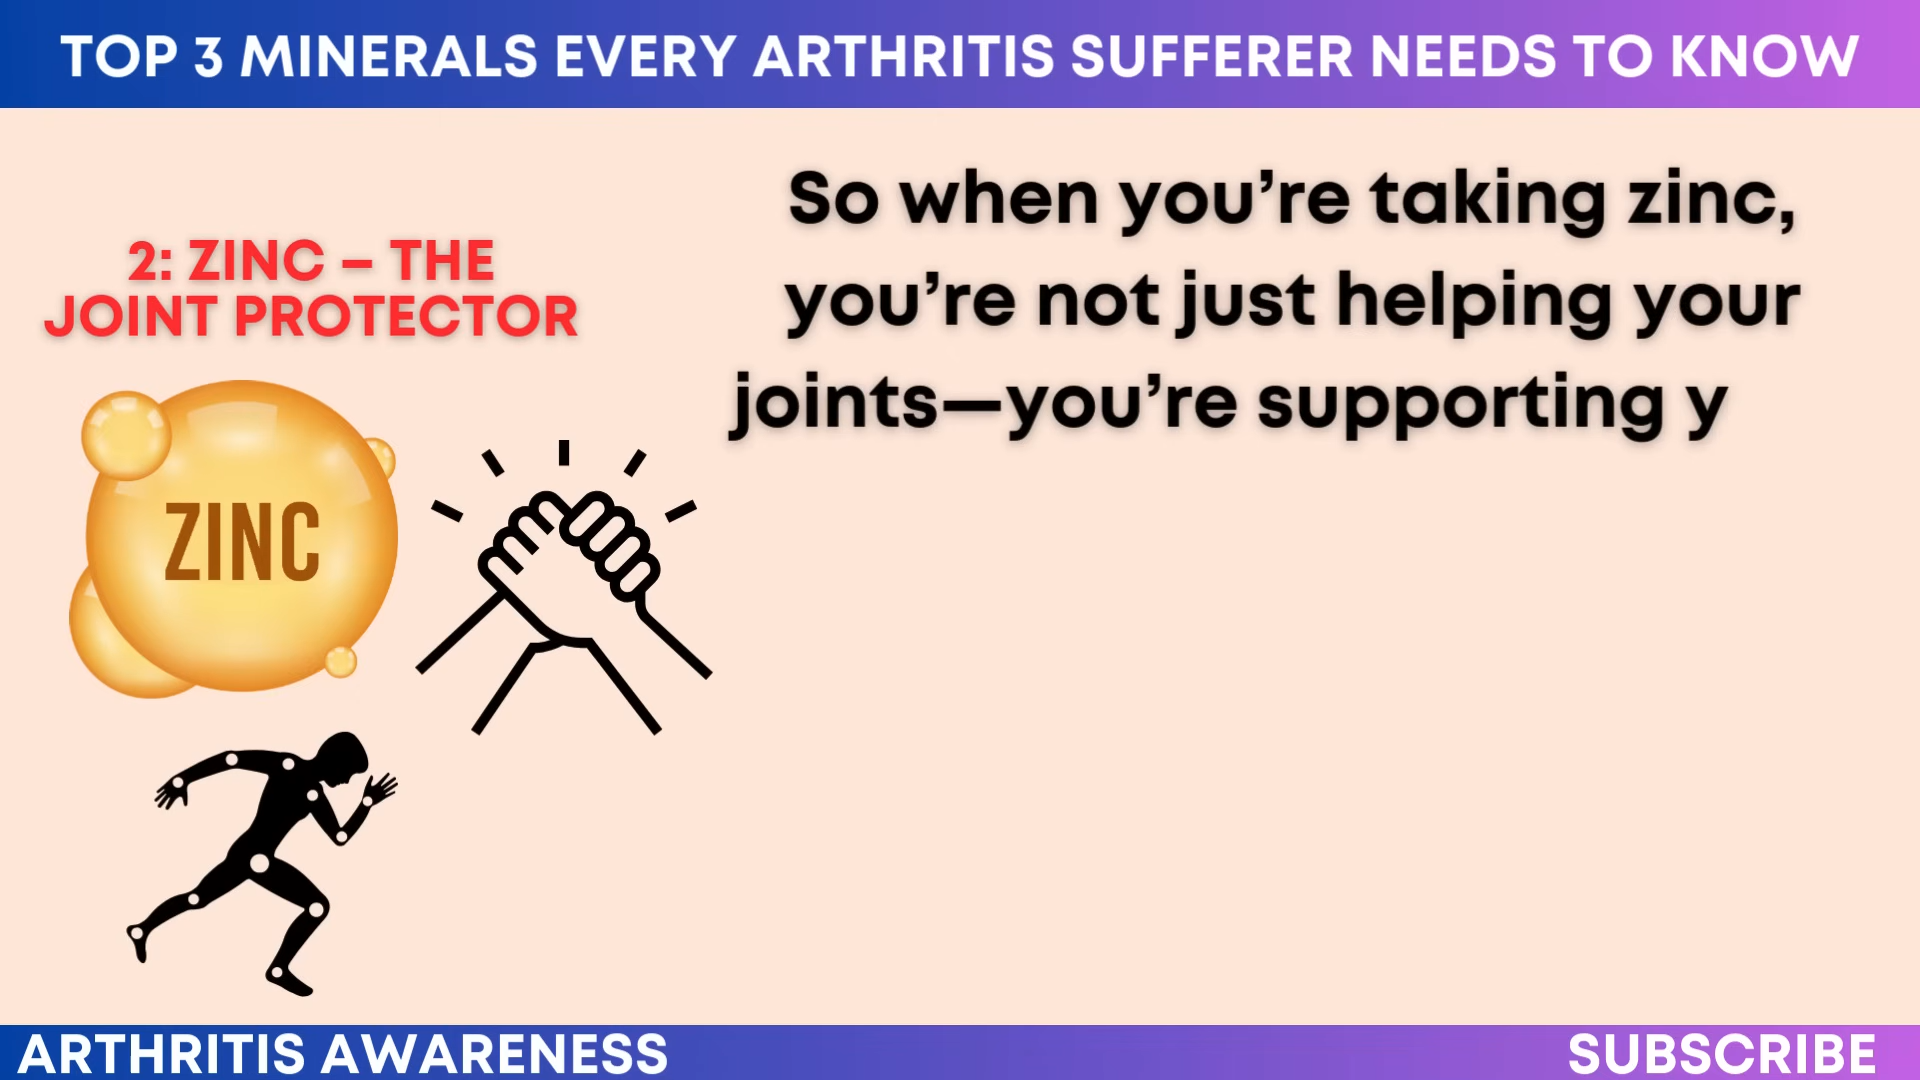 TOP 3 MINERALS EVERY ARTHRITIS SUFFERER NEEDS TO KNOW
2: ZINC – THE
JOINT PROTECTOR
ZINC
So when you’re taking zinc,
you’re not just helping your
joints—you’re supporting y
ARTHRITIS AWARENESS
SUBSCRIBE